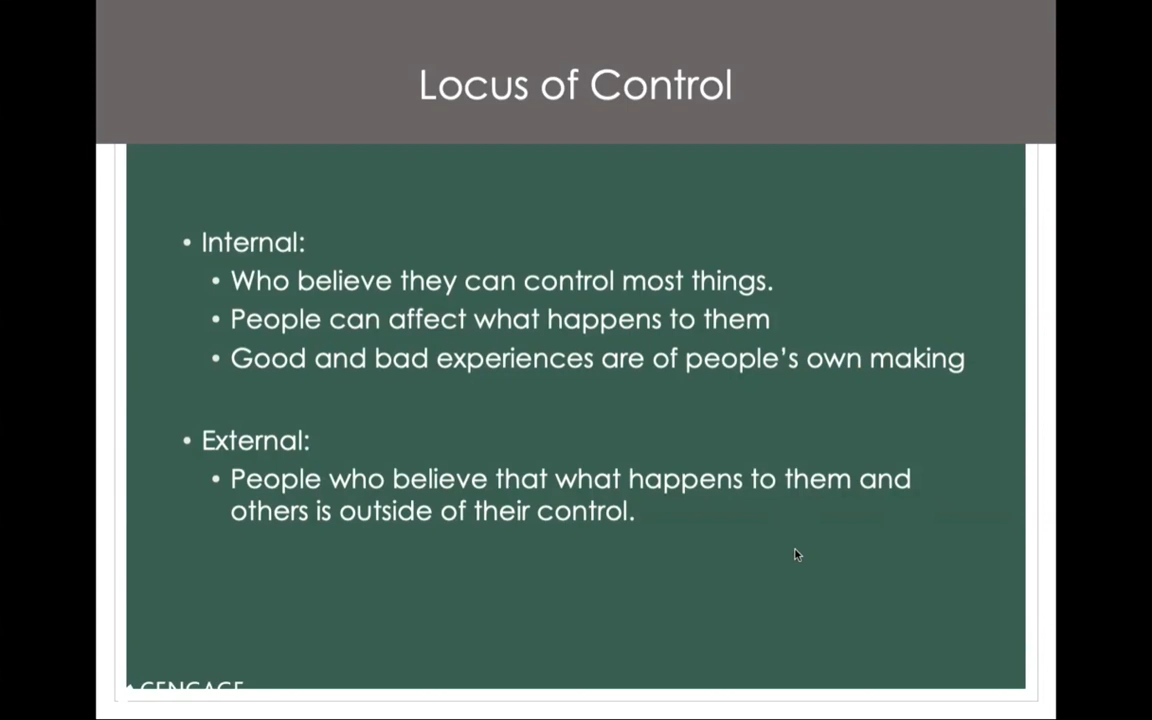 Locus of Control
• Internal:
• Who believe they can control most things.
• People can affect what happens to them
• Good and bad experiences are of people's own making
• External:
• People who believe that what happens to them and
others is outside of their control.
CENGAGE